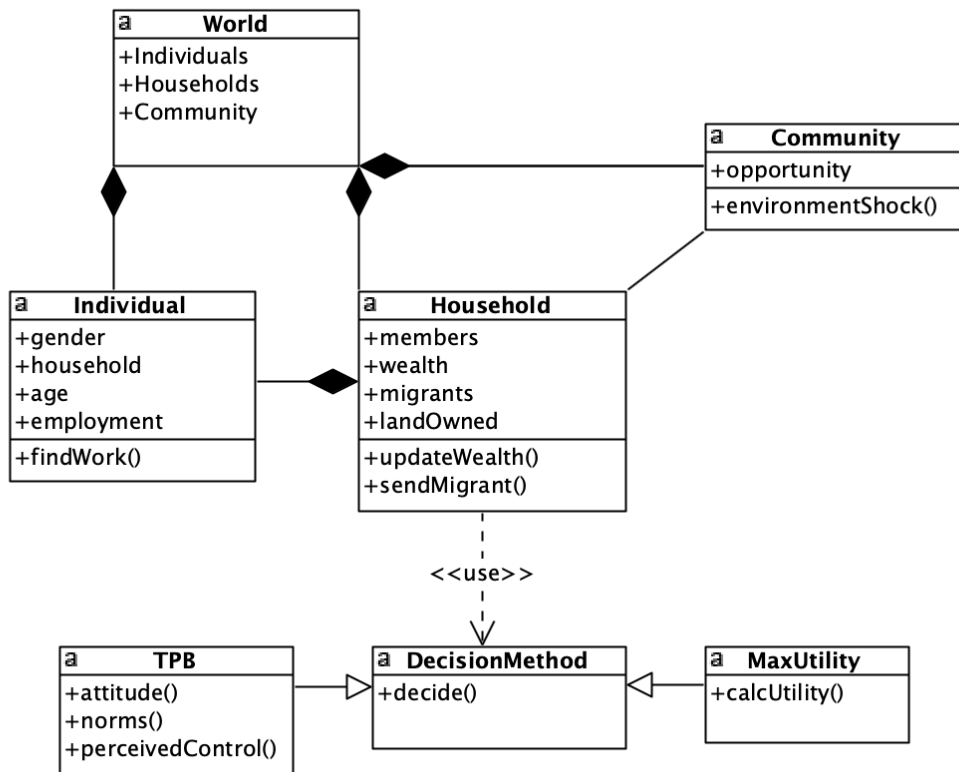 a World
+Individuals
+Households
+Community
a Community
+opportunity
+environmentShock()
a Individual
+gender
+household
+age
+employment
+findWork()
a Household
+members
+wealth
+migrants
+landOwned
+updateWealth()
+sendMigrant()
<<use>>
a TPB
+attitude()
+norms()
+perceivedControl()
a DecisionMethod
+decide()
a MaxUtility
+calcUtility()